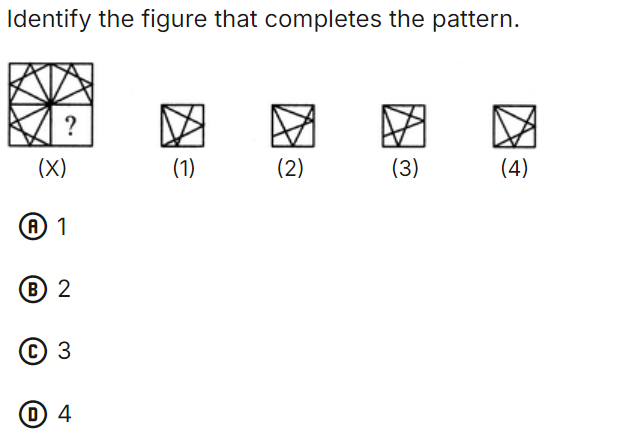 Identify the figure that completes the pattern.
?
(X) (1) (2) (3) (4)
A 1
B 2
C 3
D 4